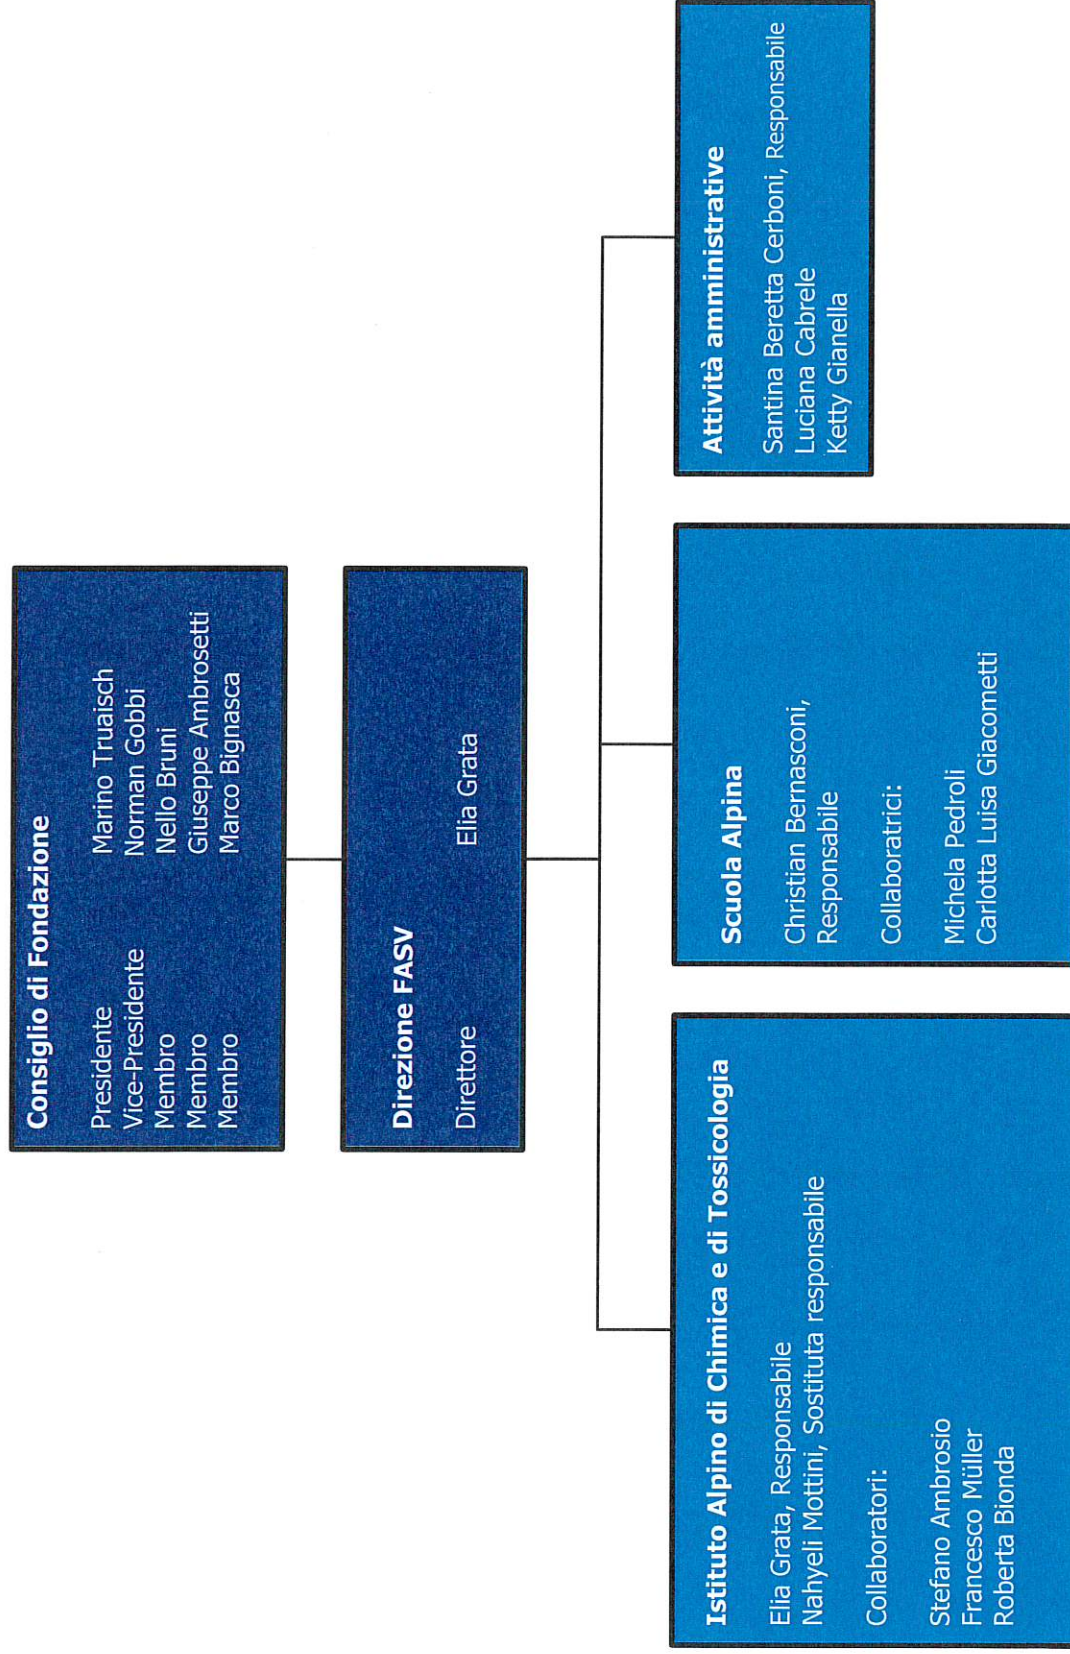 Consiglio di Fondazione
Presidente Marino Truaisch
Vice-Presidente Norman Gobbi
Membro Nello Bruni
Membro Giuseppe Ambrosetti
Membro Marco Bignasca
Direzione FASV
Direttore Elia Grata
Istituto Alpino di Chimica e di Tossicologia
Elia Grata, Responsabile
Nahyeli Mottini, Sostituta responsabile
Collaboratori:
Stefano Ambrosio
Francesco Müller
Roberta Bionda
Scuola Alpina
Christian Bernasconi,
Responsabile
Collaboratrici:
Michela Pedroli
Carlotta Luisa Giacometti
Attività amministrative
Santina Beretta Cerboni, Responsabile
Luciana Cabrele
Ketty Gianella